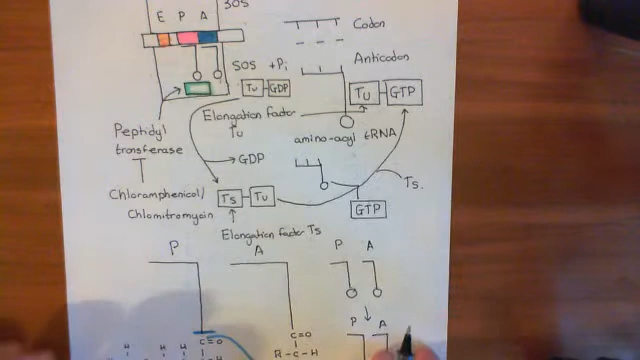 30S
E P A
Codon
50S +Pi
Tu GDP
Anticodon
Tu GTP
Elongation factor
Tu
amino-acyl tRNA
Peptidyl
transferase
GDP
Chloramphenicol/
Chlomitromycin
Ts Tu
Ts.
GTP
Elongation factor Ts
P A
P A
P A
C=O
C=O
H H H
R-C-H